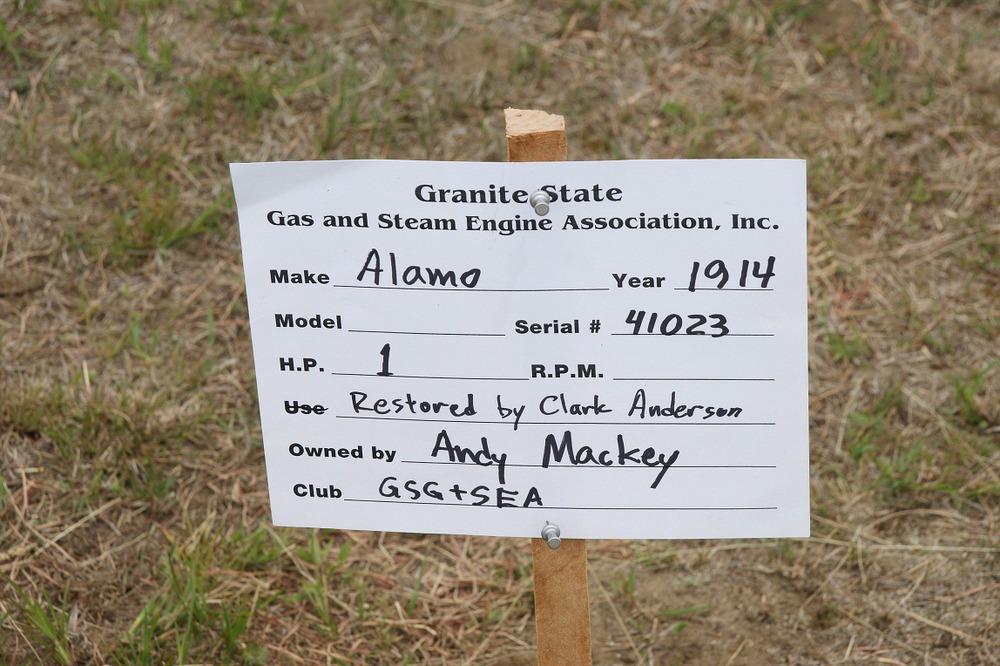 Granite State
Gas and Steam Engine Association, Inc.
Make Alamo Year 1914
Model Serial # 41023
H.P. 1 R.P.M.
Use Restored by Clark Anderson
Owned by Andy Mackey
Club GSG+SEA